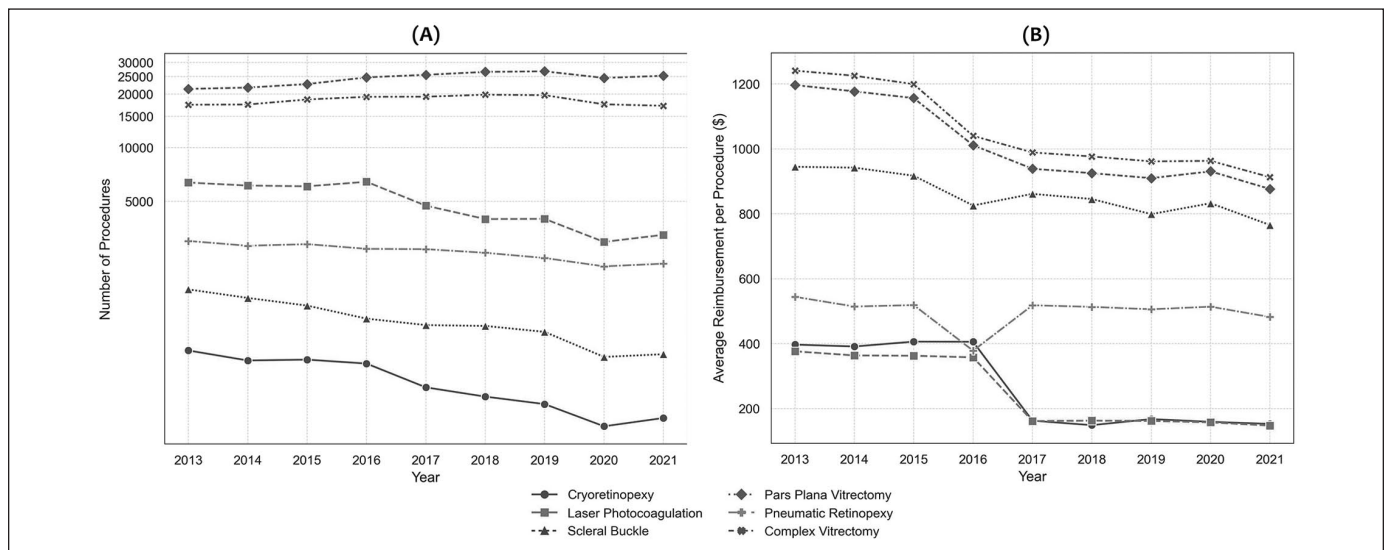 (A)
Number of Procedures
30000
25000
20000
15000
10000
5000
2013 2014 2015 2016 2017 2018 2019 2020 2021
Year
(B)
Average Reimbursement per Procedure ($)
1200
1000
800
600
400
200
2013 2014 2015 2016 2017 2018 2019 2020 2021
Year
Cryoretinopexy
Laser Photocoagulation
Scleral Buckle
Pars Plana Vitrectomy
Pneumatic Retinopexy
Complex Vitrectomy